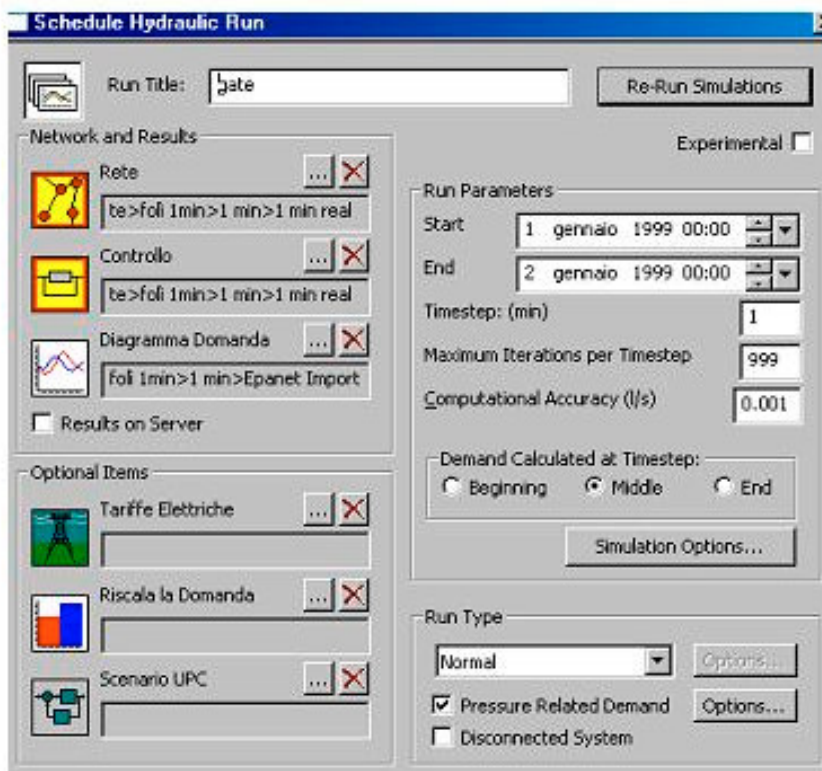 Schedule Hydraulic Run
Run Title:
Re-Run Simulations
Experimental
Network and Results
Rete
...
te>foli 1min>1 min>1 min real
Controllo
...
te>foli 1min>1 min>1 min real
Diagramma Domanda
...
foli 1min>1 min>Epanet Import
Results on Server
Optional Items
Tariffe Elettriche
...
Riscala la Domanda
...
Scenario UPC
...
Run Parameters
Start 1 gennaio 1999 00:00
End 2 gennaio 1999 00:00
Timestep: (min) 1
Maximum Iterations per Timestep 999
Computational Accuracy (l/s) 0.001
Demand Calculated at Timestep:
Beginning Middle End
Simulation Options...
Run Type
Normal Options...
Pressure Related Demand Options...
Disconnected System